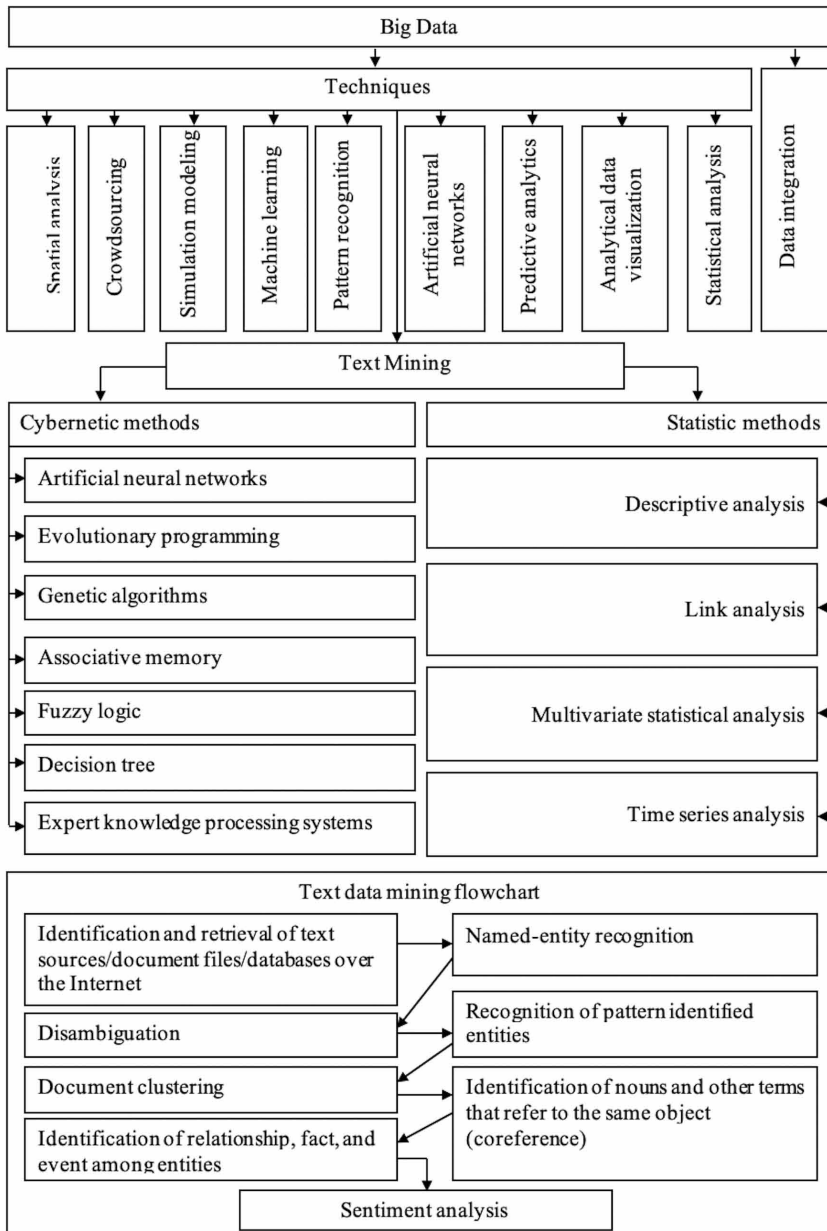 Big Data
Techniques
Spatial analysis
Crowdsourcing
Simulation modeling
Machine learning
Pattern recognition
Artificial neural
networks
Predictive analytics
Analytical data
visualization
Statistical analysis
Data integration
Text Mining
Cybernetic methods
Statistic methods
Artificial neural networks
Evolutionary programming
Genetic algorithms
Associative memory
Fuzzy logic
Decision tree
Expert knowledge processing systems
Descriptive analysis
Link analysis
Multivariate statistical analysis
Time series analysis
Text data mining flowchart
Identification and retrieval of text
sources/document files/databases over
the Internet
Named-entity recognition
Disambiguation
Recognition of pattern identified
entities
Document clustering
Identification of nouns and other terms
that refer to the same object
(coreference)
Identification of relationship, fact, and
event among entities
Sentiment analysis